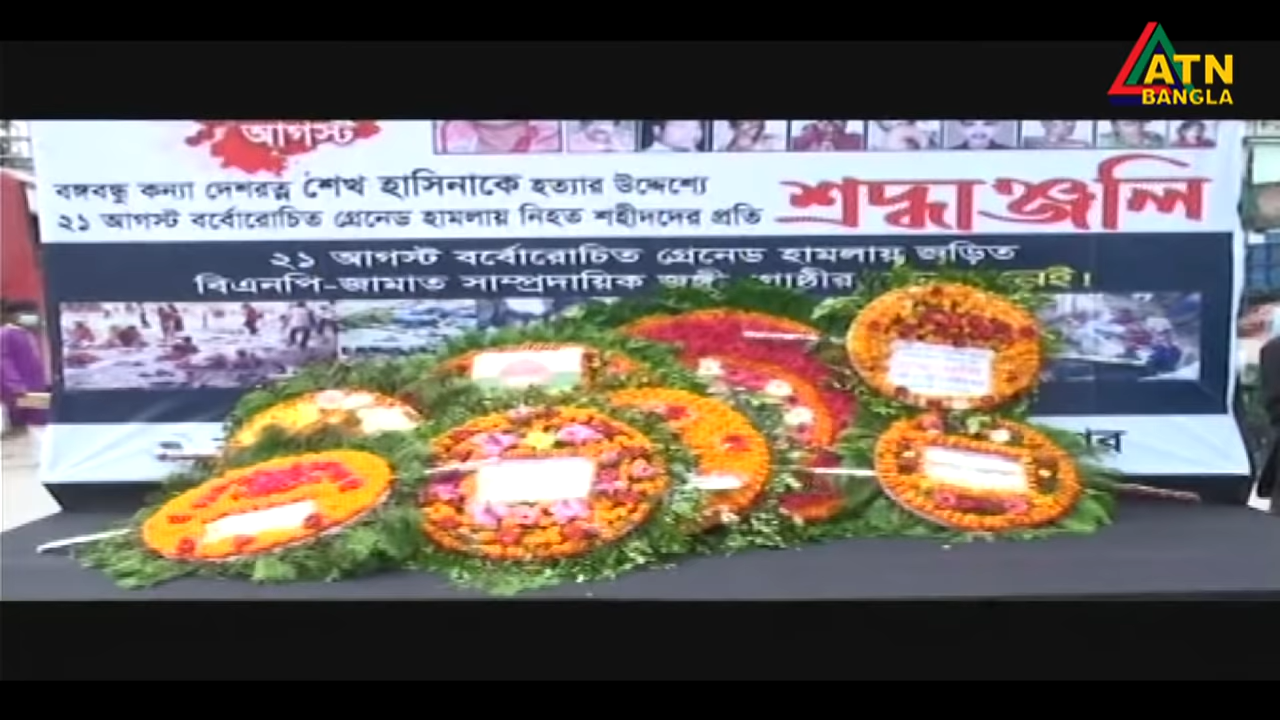 ATN
BANGLA
আগস্ট
বঙ্গবন্ধু কন্যা দেশরত্ন শেখ হাসিনাকে হত্যার উদ্দেশ্যে
২১ আগস্ট বর্বোরোচিত গ্রেনেড হামলায় নিহত শহীদদের প্রতি
শ্রদ্ধাঞ্জলি
২১ আগস্ট বর্বোরোচিত গ্রেনেড হামলায় জড়িত
বিএনপি-জামাত সাম্প্রদায়িক জঙ্গী